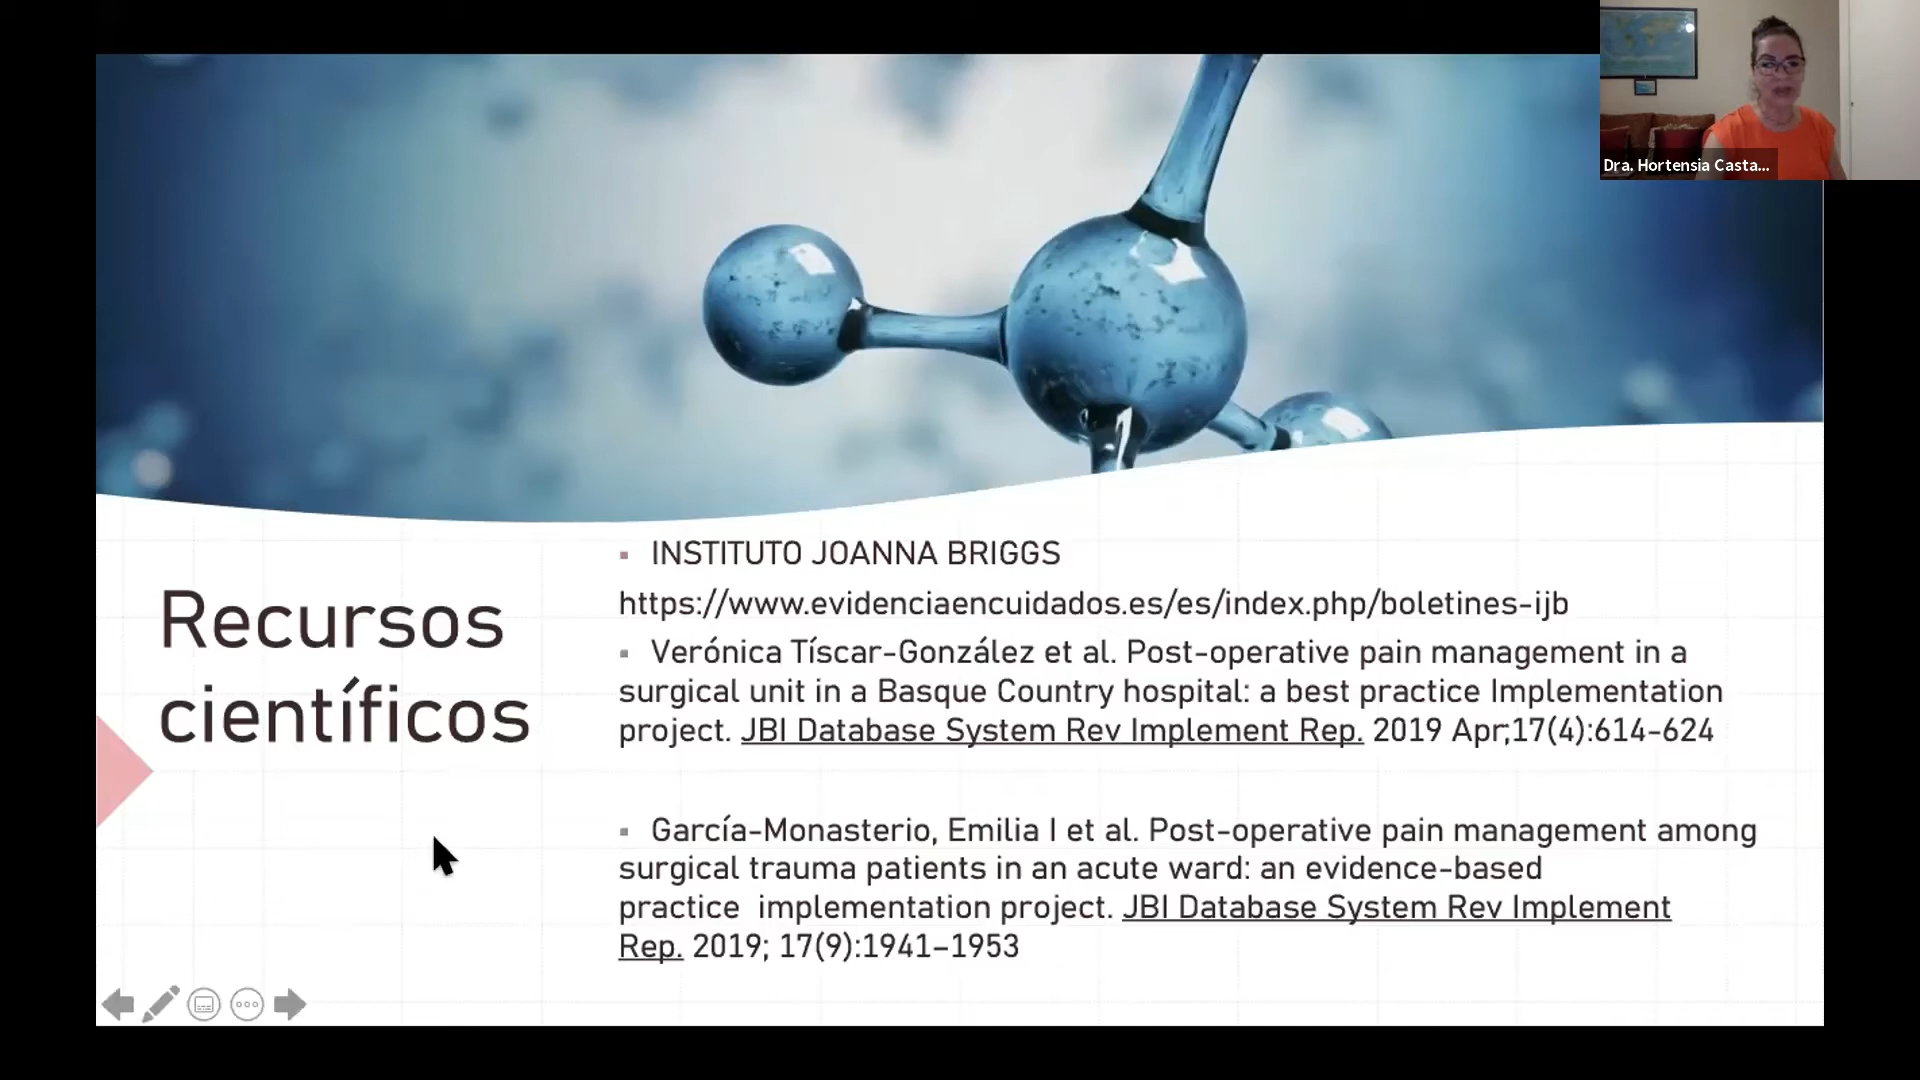 Dra. Hortensia Casta...
Recursos
científicos
▪ INSTITUTO JOANNA BRIGGS
https://www.evidenciaencuidados.es/es/index.php/boletines-ijb
▪ Verónica Tíscar-González et al. Post-operative pain management in a
surgical unit in a Basque Country hospital: a best practice Implementation
project. JBI Database System Rev Implement Rep. 2019 Apr;17(4):614-624
▪ García-Monasterio, Emilia I et al. Post-operative pain management among
surgical trauma patients in an acute ward: an evidence-based
practice  implementation project. JBI Database System Rev Implement
Rep. 2019; 17(9):1941–1953